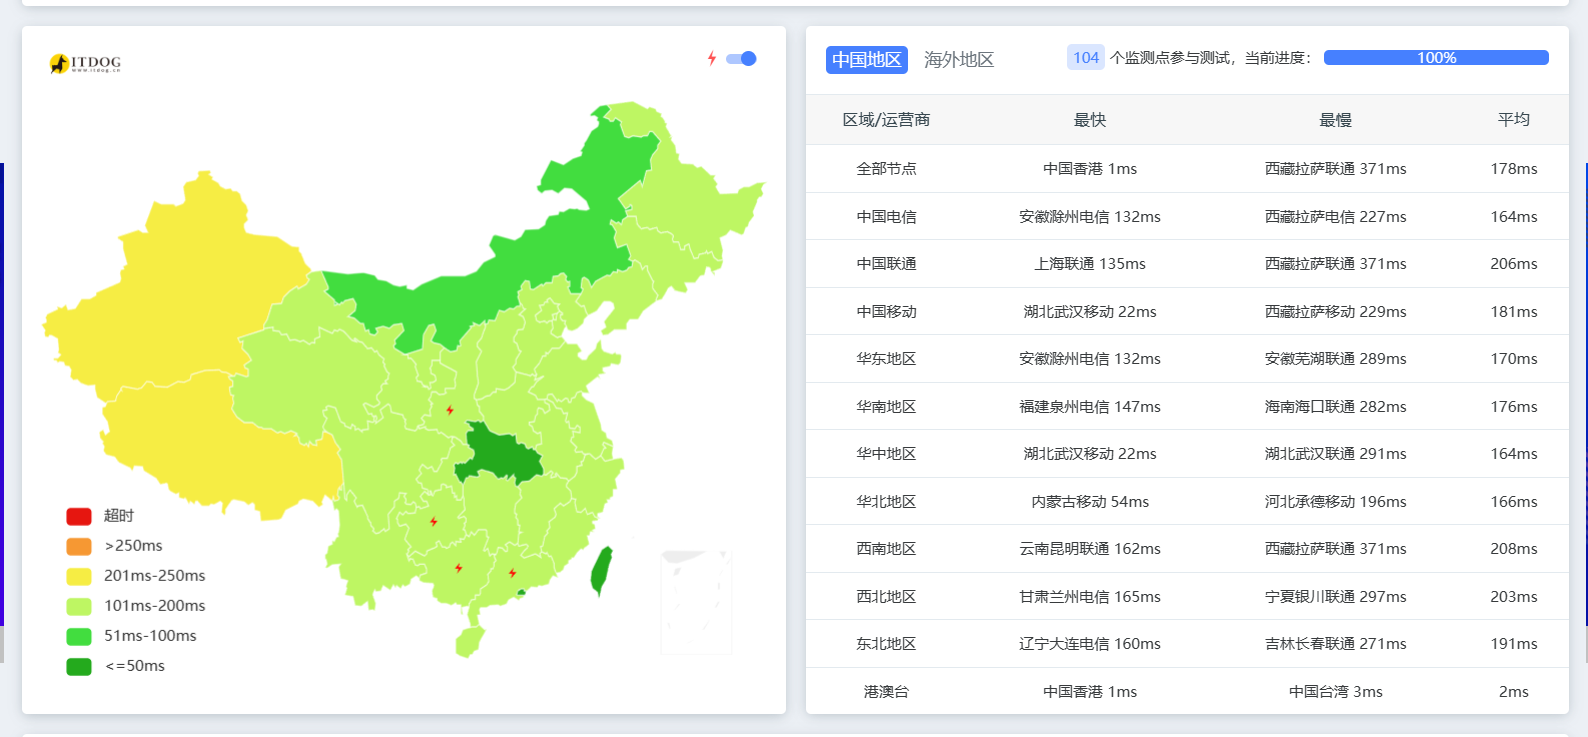 ITDOG
www.itdog.cn
超时
>250ms
201ms-250ms
101ms-200ms
51ms-100ms
<=50ms
中国地区 海外地区 104 个监测点参与测试，当前进度： 100%
区域/运营商 最快 最慢 平均
全部节点 中国香港 1ms 西藏拉萨联通 371ms 178ms
中国电信 安徽滁州电信 132ms 西藏拉萨电信 227ms 164ms
中国联通 上海联通 135ms 西藏拉萨联通 371ms 206ms
中国移动 湖北武汉移动 22ms 西藏拉萨移动 229ms 181ms
华东地区 安徽滁州电信 132ms 安徽芜湖联通 289ms 170ms
华南地区 福建泉州电信 147ms 海南海口联通 282ms 176ms
华中地区 湖北武汉移动 22ms 湖北武汉联通 291ms 164ms
华北地区 内蒙古移动 54ms 河北承德移动 196ms 166ms
西南地区 云南昆明联通 162ms 西藏拉萨联通 371ms 208ms
西北地区 甘肃兰州电信 165ms 宁夏银川联通 297ms 203ms
东北地区 辽宁大连电信 160ms 吉林长春联通 271ms 191ms
港澳台 中国香港 1ms 中国台湾 3ms 2ms